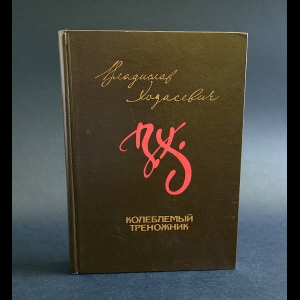 Владислав
Ходасевич
КОЛЕБЛЕМЫЙ
ТРЕНОЖНИК